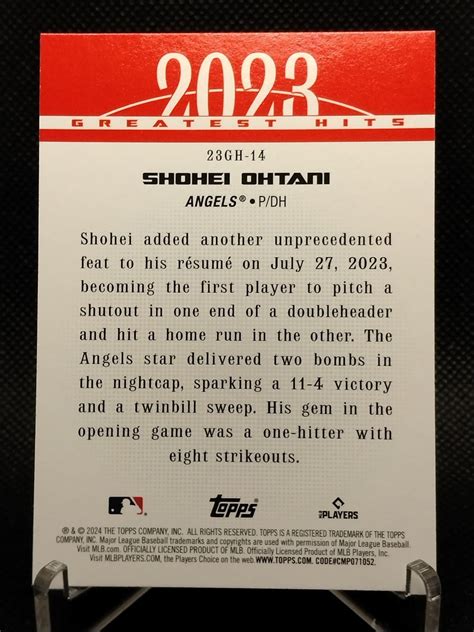 2023
GREATEST HITS
23GH-14
SHOHEI OHTANI
ANGELS® • P/DH
Shohei added another unprecedented
feat to his résumé on July 27, 2023,
becoming the first player to pitch a
shutout in one end of a doubleheader
and hit a home run in the other. The
Angels star delivered two bombs in
the nightcap, sparking a 11-4 victory
and a twinbill sweep. His gem in the
opening game was a one-hitter with
eight strikeouts.
Topps
PLAYERS
® & © 2024 THE TOPPS COMPANY, INC. ALL RIGHTS RESERVED. TOPPS IS A REGISTERED TRADEMARK OF THE TOPPS
COMPANY, INC. Major League Baseball trademarks and copyrights are used with permission of Major League Baseball.
Visit MLB.com. OFFICIALLY LICENSED PRODUCT OF MLB. Officially Licensed Product of MLB Players, Inc.
Visit MLBPLAYERS.COM, the Players Choice on the web. WWW.TOPPS.COM. CODE#CMP071052.